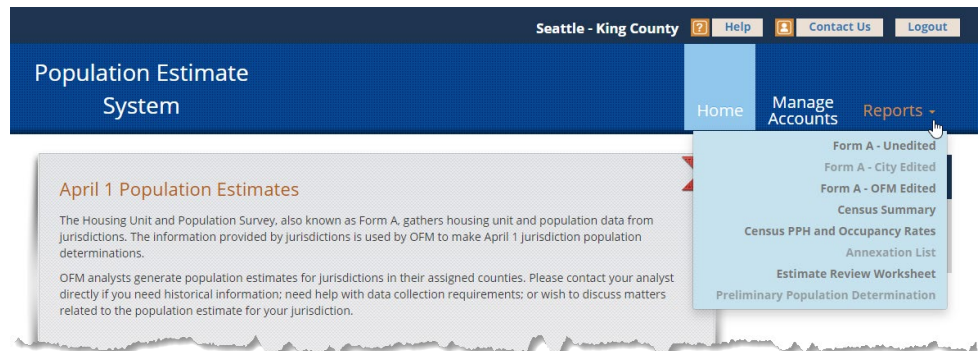 Seattle - King County ? Help Contact Us Logout
Population Estimate
System
Home Manage Accounts Reports
Form A - Unedited
Form A - City Edited
Form A - OFM Edited
Census Summary
Census PPH and Occupancy Rates
Annexation List
Estimate Review Worksheet
Preliminary Population Determination
April 1 Population Estimates
The Housing Unit and Population Survey, also known as Form A, gathers housing unit and population data from
jurisdictions. The information provided by jurisdictions is used by OFM to make April 1 jurisdiction population
determinations.
OFM analysts generate population estimates for jurisdictions in their assigned counties. Please contact your analyst
directly if you need historical information; need help with data collection requirements; or wish to discuss matters
related to the population estimate for your jurisdiction.